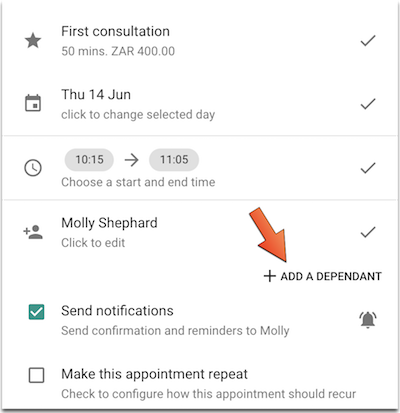 First consultation
50 mins. ZAR 400.00
Thu 14 Jun
click to change selected day
10:15 → 11:05
Choose a start and end time
Molly Shephard
Click to edit
+ ADD A DEPENDANT
Send notifications
Send confirmation and reminders to Molly
Make this appointment repeat
Check to configure how this appointment should recur